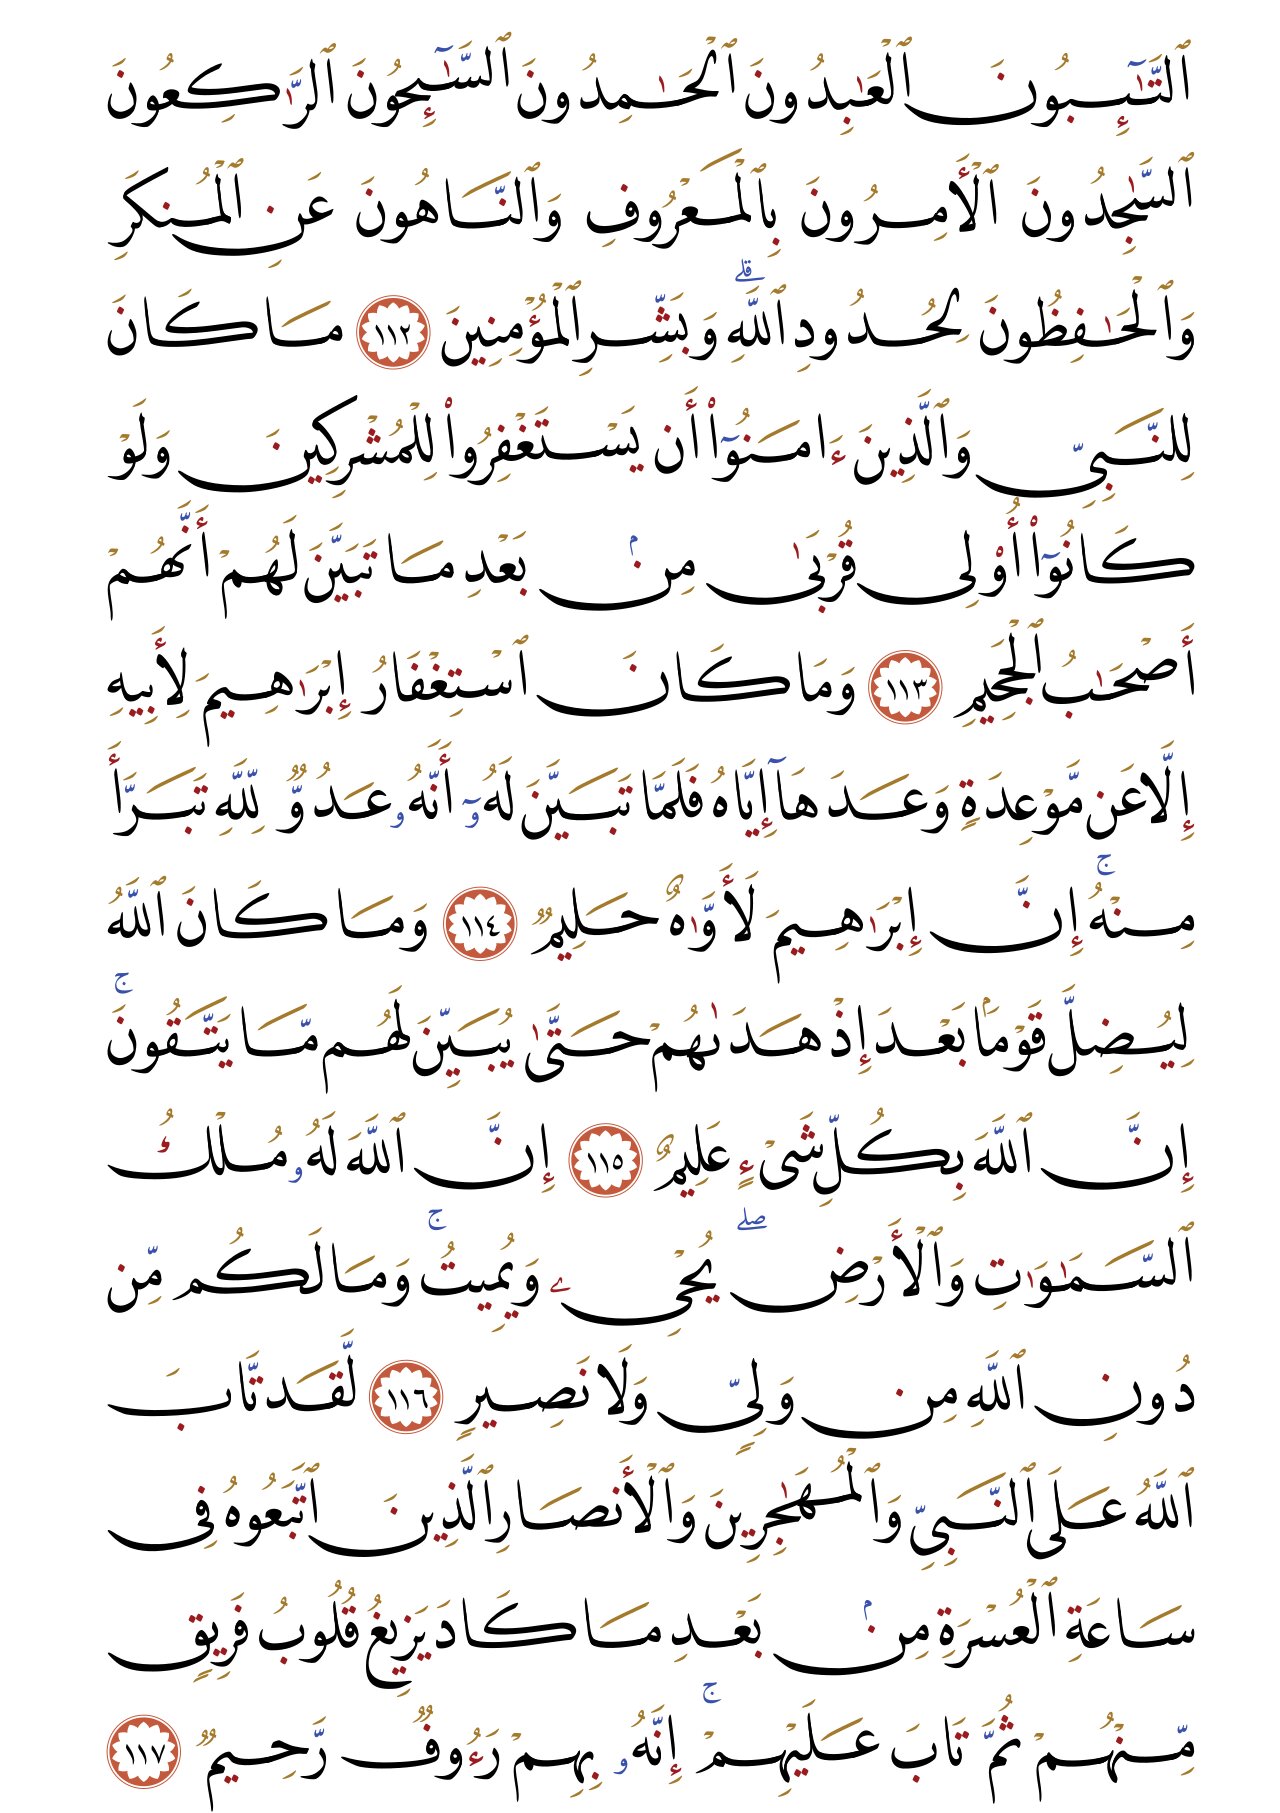 ٱلتَّٰٓئِبُونَ ٱلْعَٰبِدُونَ ٱلْحَٰمِدُونَ ٱلسَّٰٓئِحُونَ ٱلرَّٰكِعُونَ
ٱلسَّٰجِدُونَ ٱلْأَمِرُونَ بِٱلْمَعْرُوفِ وَٱلنَّاهُونَ عَنِ ٱلْمُنكَرِ
وَٱلْحَٰفِظُونَ لِحُدُودِ ٱللَّهِۗ وَبَشِّرِ ٱلْمُؤْمِنِينَ ١١٢ مَا كَانَ
لِلنَّبِىِّ وَٱلَّذِينَ ءَامَنُوٓا۟ أَن يَسْتَغْفِرُوا۟ لِلْمُشْرِكِينَ وَلَوْ
كَانُوٓا۟ أُو۟لِى قُرْبَىٰ مِنۢ بَعْدِ مَا تَبَيَّنَ لَهُمْ أَنَّهُمْ
أَصْحَٰبُ ٱلْجَحِيمِ ١١٣ وَمَا كَانَ ٱسْتِغْفَارُ إِبْرَٰهِيمَ لِأَبِيهِ
إِلَّا عَن مَّوْعِدَةٍ وَعَدَهَآ إِيَّاهُ فَلَمَّا تَبَيَّنَ لَهُۥٓ أَنَّهُۥ عَدُوٌّ لِّلَّهِ تَبَرَّأَ
مِنْهُۚ إِنَّ إِبْرَٰهِيمَ لَأَوَّٰهٌ حَلِيمٌ ١١٤ وَمَا كَانَ ٱللَّهُ
لِيُضِلَّ قَوْمًۢا بَعْدَ إِذْ هَدَىٰهُمْ حَتَّىٰ يُبَيِّنَ لَهُم مَّا يَتَّقُونَۚ
إِنَّ ٱللَّهَ بِكُلِّ شَىْءٍ عَلِيمٌ ١١٥ إِنَّ ٱللَّهَ لَهُۥ مُلْكُ
ٱلسَّمَٰوَٰتِ وَٱلْأَرْضِۖ يُحْىِۦ وَيُمِيتُۚ وَمَا لَكُم مِّن
دُونِ ٱللَّهِ مِن وَلِىٍّ وَلَا نَصِيرٍ ١١٦ لَّقَد تَّابَ
ٱللَّهُ عَلَى ٱلنَّبِىِّ وَٱلْمُهَٰجِرِينَ وَٱلْأَنصَارِ ٱلَّذِينَ ٱتَّبَعُوهُ فِى
سَاعَةِ ٱلْعُسْرَةِ مِنۢ بَعْدِ مَا كَادَ يَزِيغُ قُلُوبُ فَرِيقٍ
مِّنْهُمْ ثُمَّ تَابَ عَلَيْهِمْۚ إِنَّهُۥ بِهِمْ رَءُوفٌ رَّحِيمٌ ١١٧